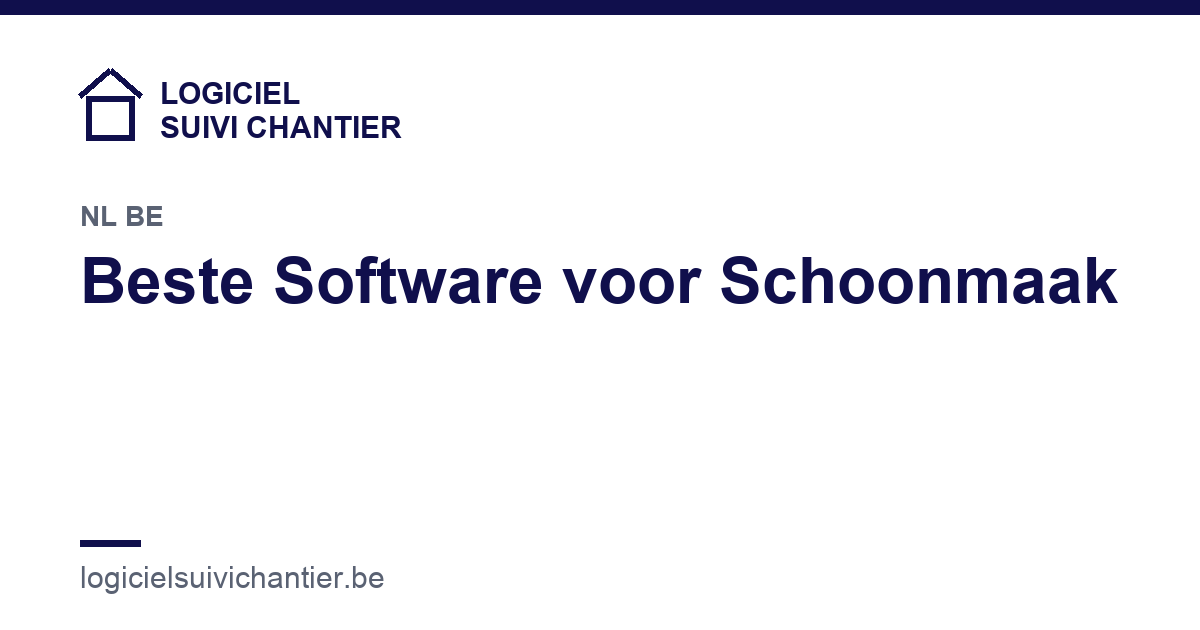 LOGICIEL
SUIVI CHANTIER
NL BE
Beste Software voor Schoonmaak
logicielsuivichantier.be